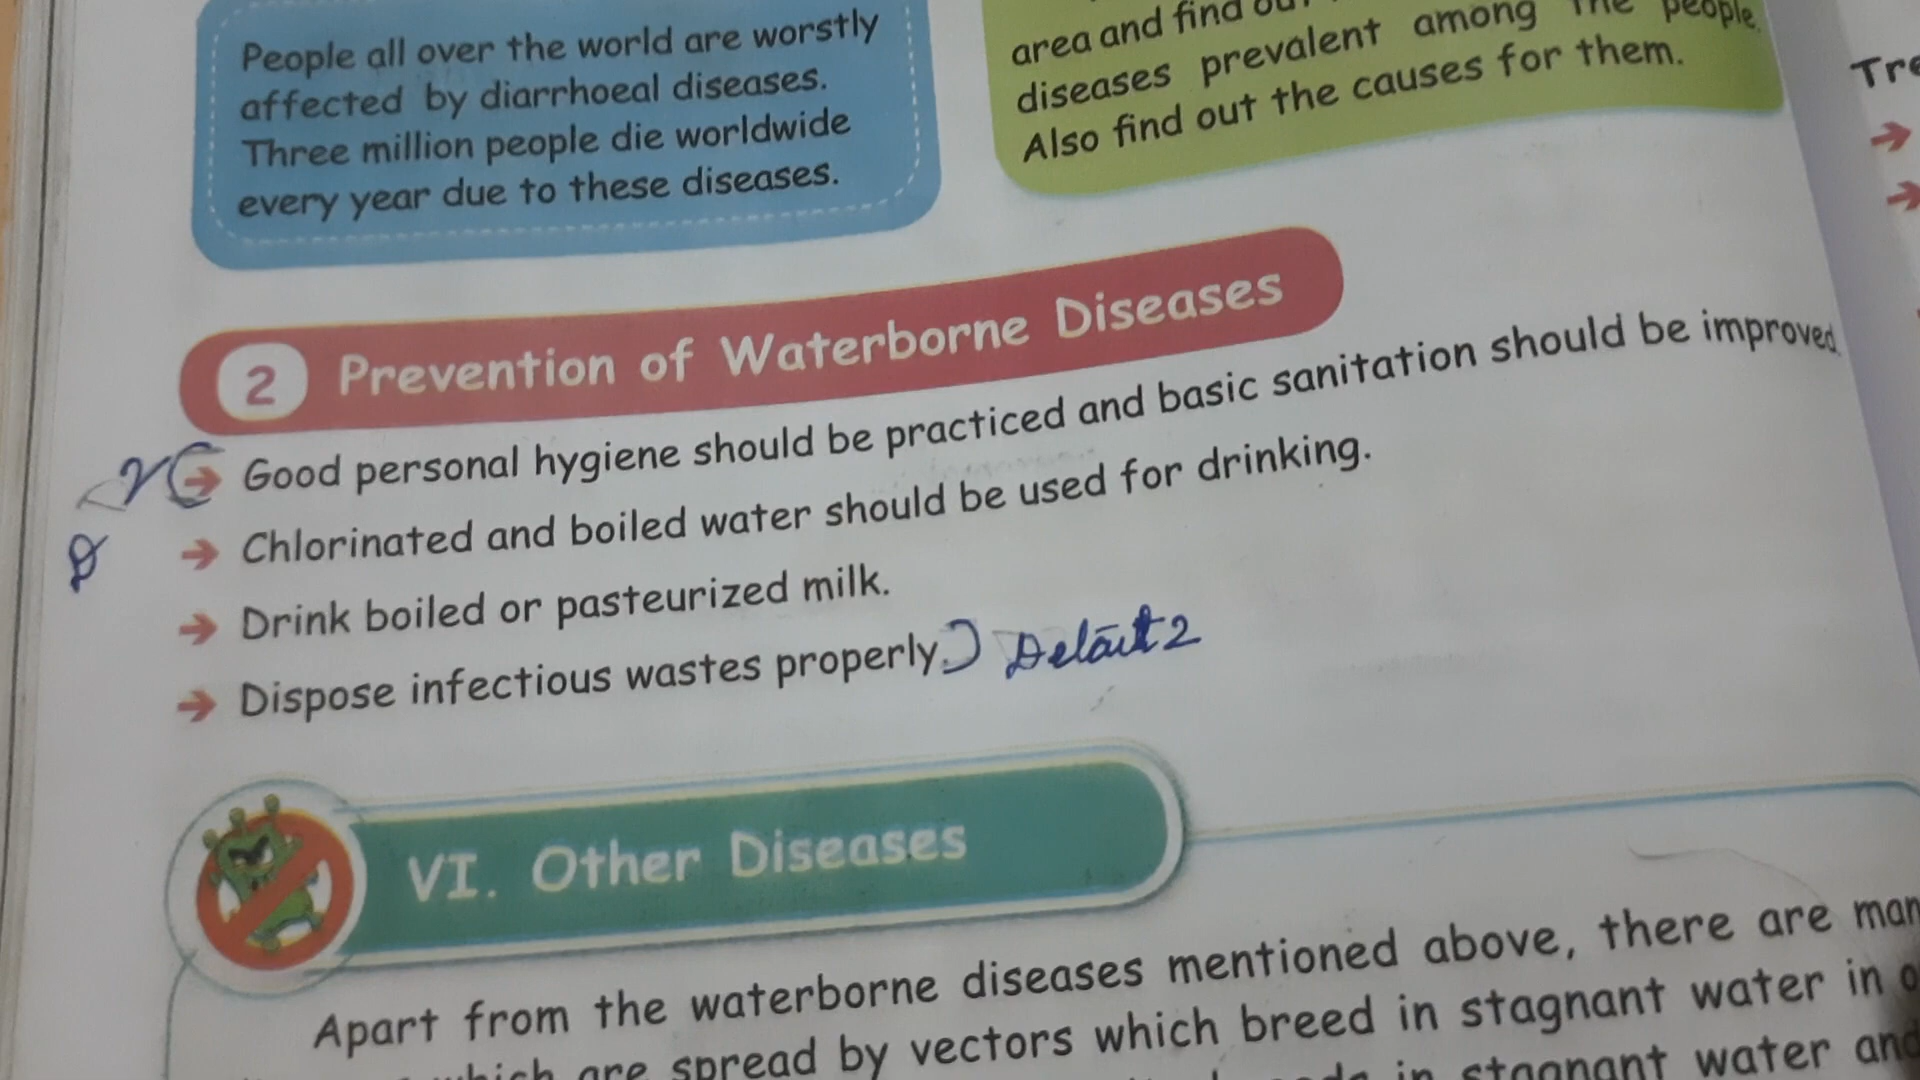 People all over the world are worstly
affected by diarrhoeal diseases.
Three million people die worldwide
every year due to these diseases.
area and find out
diseases prevalent among the people.
Also find out the causes for them.
2 Prevention of Waterborne Diseases
→ Good personal hygiene should be practiced and basic sanitation should be improved.
→ Chlorinated and boiled water should be used for drinking.
→ Drink boiled or pasteurized milk.
→ Dispose infectious wastes properly.
VI. Other Diseases
Apart from the waterborne diseases mentioned above, there are
which are spread by vectors which breed in stagnant water in
in stagnant water and